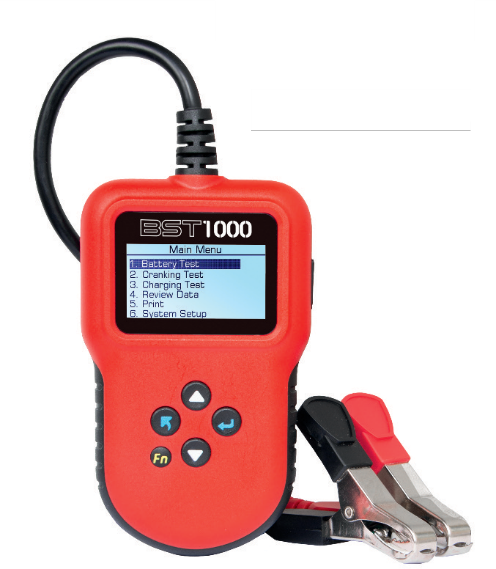 BST1000
Main Menu
1. Battery Test
2. Cranking Test
3. Charging Test
4. Review Data
5. Print
6. System Setup
Fn